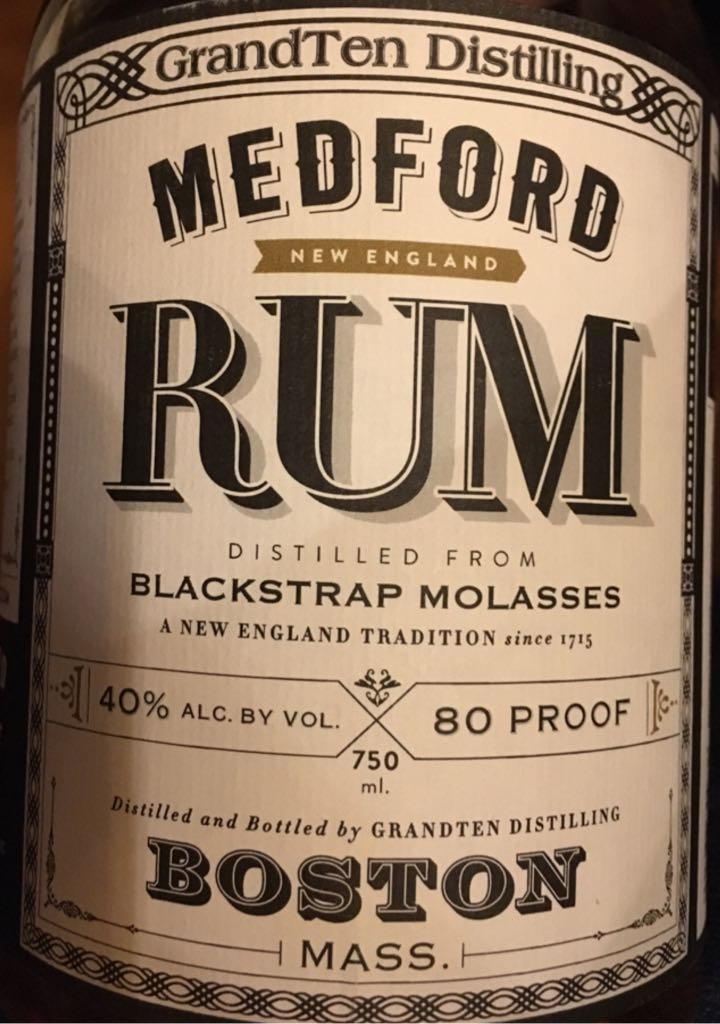 GrandTen Distilling
MEDFORD
NEW ENGLAND
RUM
DISTILLED FROM
BLACKSTRAP MOLASSES
A NEW ENGLAND TRADITION since 1715
40% ALC. BY VOL.
80 PROOF
750
ml.
Distilled and Bottled by GRANDTEN DISTILLING
BOSTON
MASS.